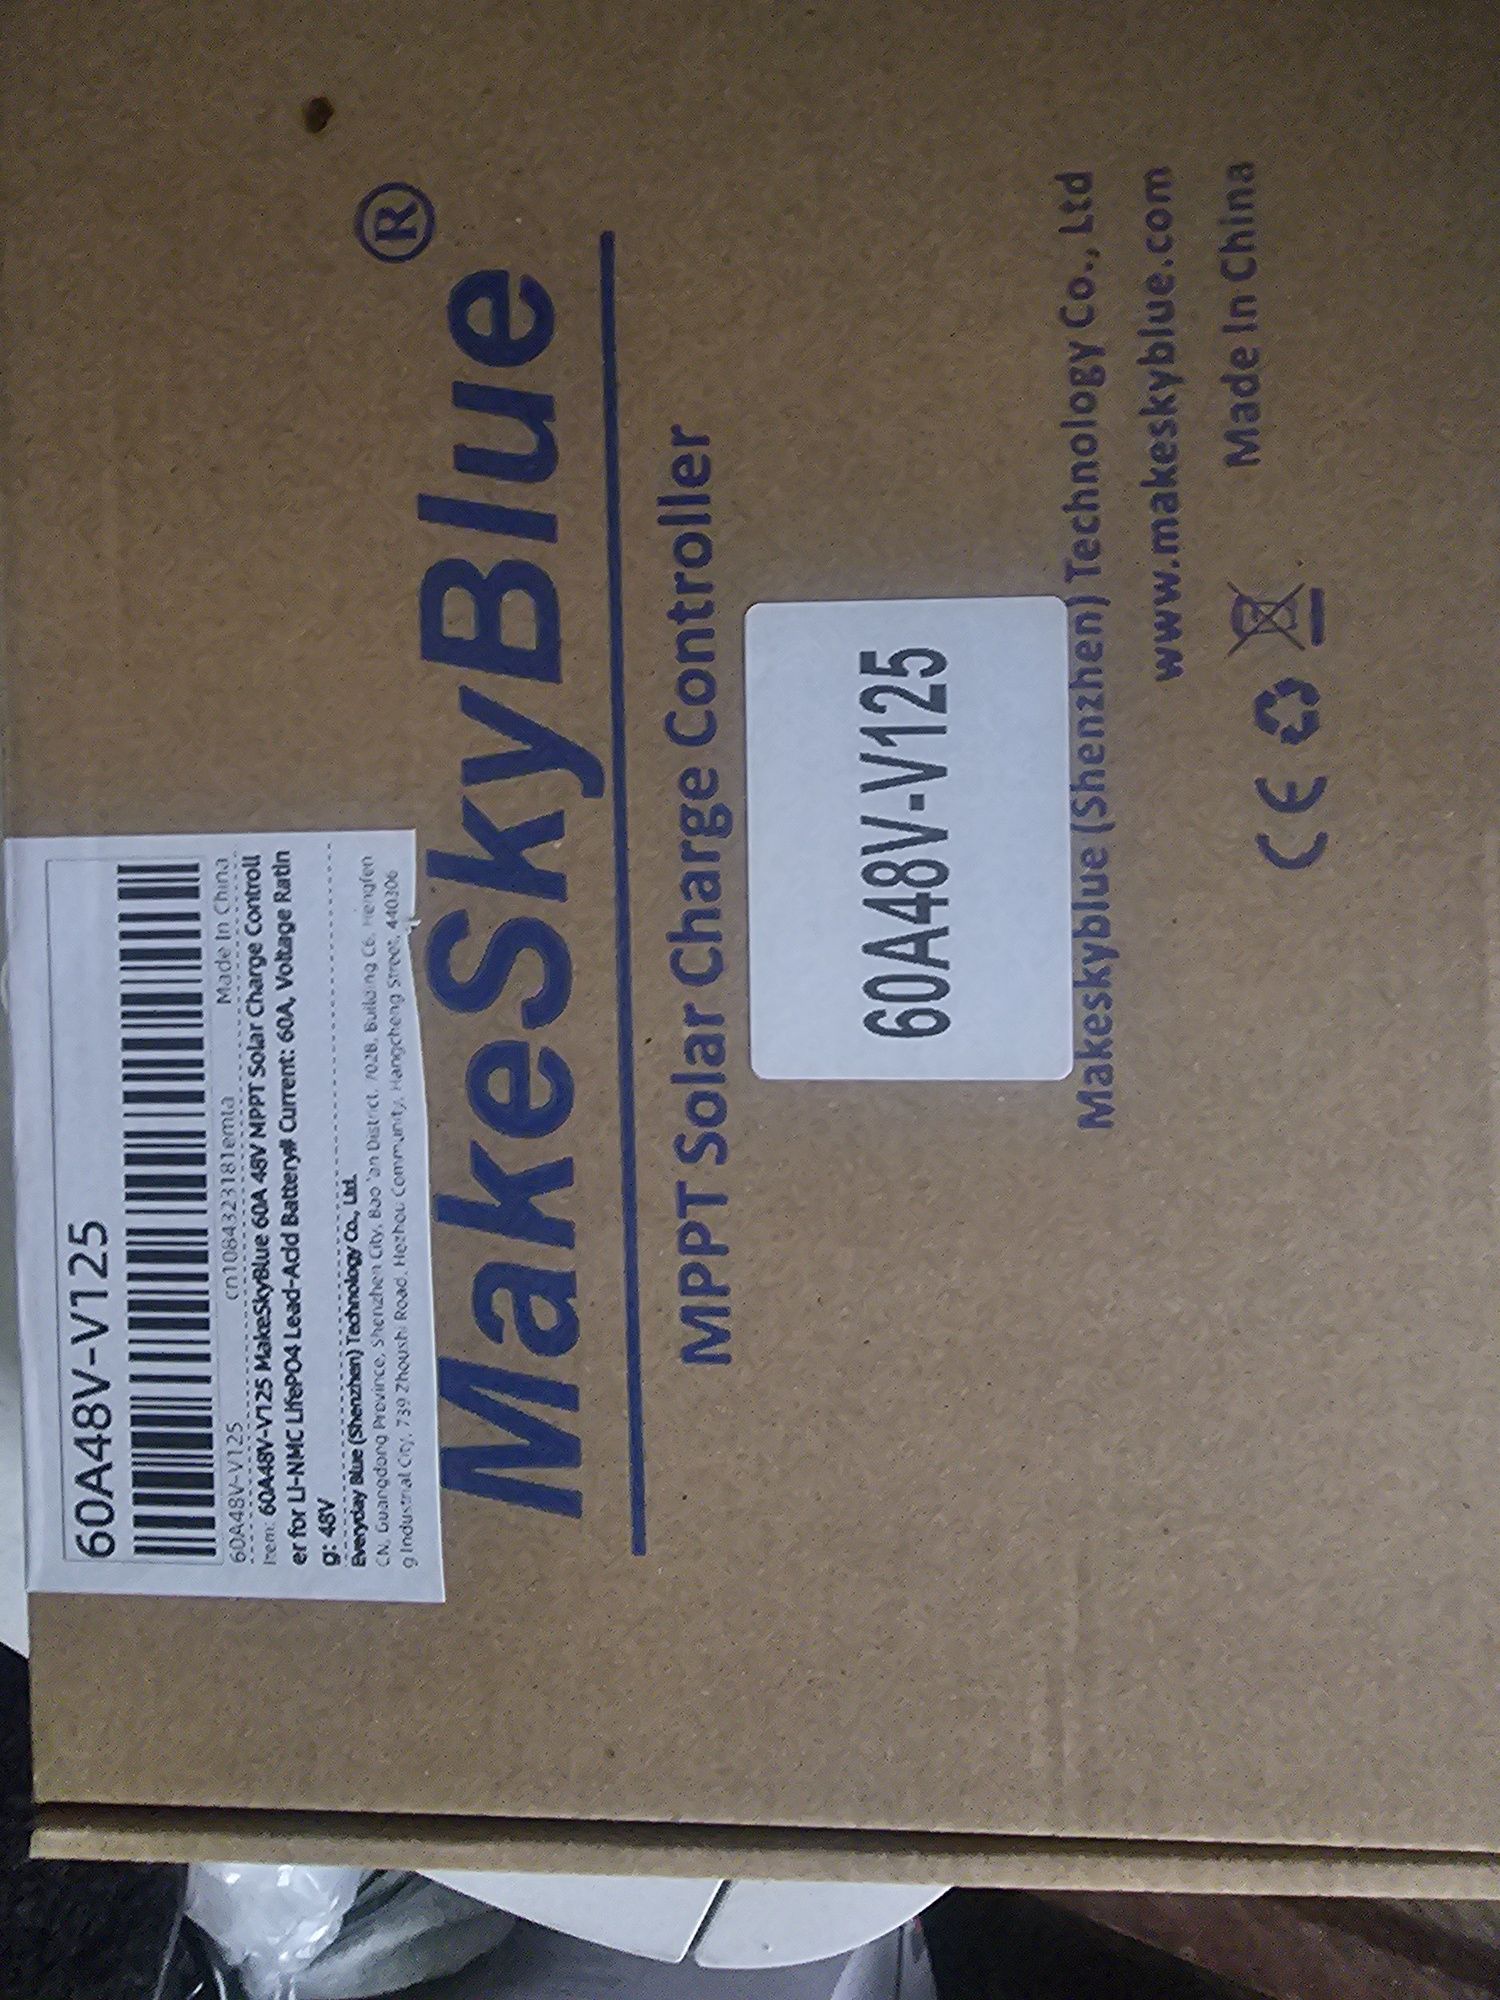 60A48V-V125
60A48V-V125 cn1084323181emta Made In China
Item: 60A48V-V125 MakeSkyBlue 60A 48V MPPT Solar Charge Controll
er for LI-NMC LifePO4 Lead-Add Battery# Current: 60A, Voltage Ratin
g: 48V
Everyday Blue (Shenzhen) Technology Co., Ltd.
CN, Guangdong Province, Shenzhen City, Bao 'an District, 702B, Building C6, Hengfen
g Industrial City, 739 Zhoushi Road, Hezhou Community, Hangcheng Street, 440306
MakeSkyBlue®
MPPT Solar Charge Controller
60A48V-V125
Makeskyblue (Shenzhen) Technology Co., Ltd
www.makeskyblue.com
CE Made In China